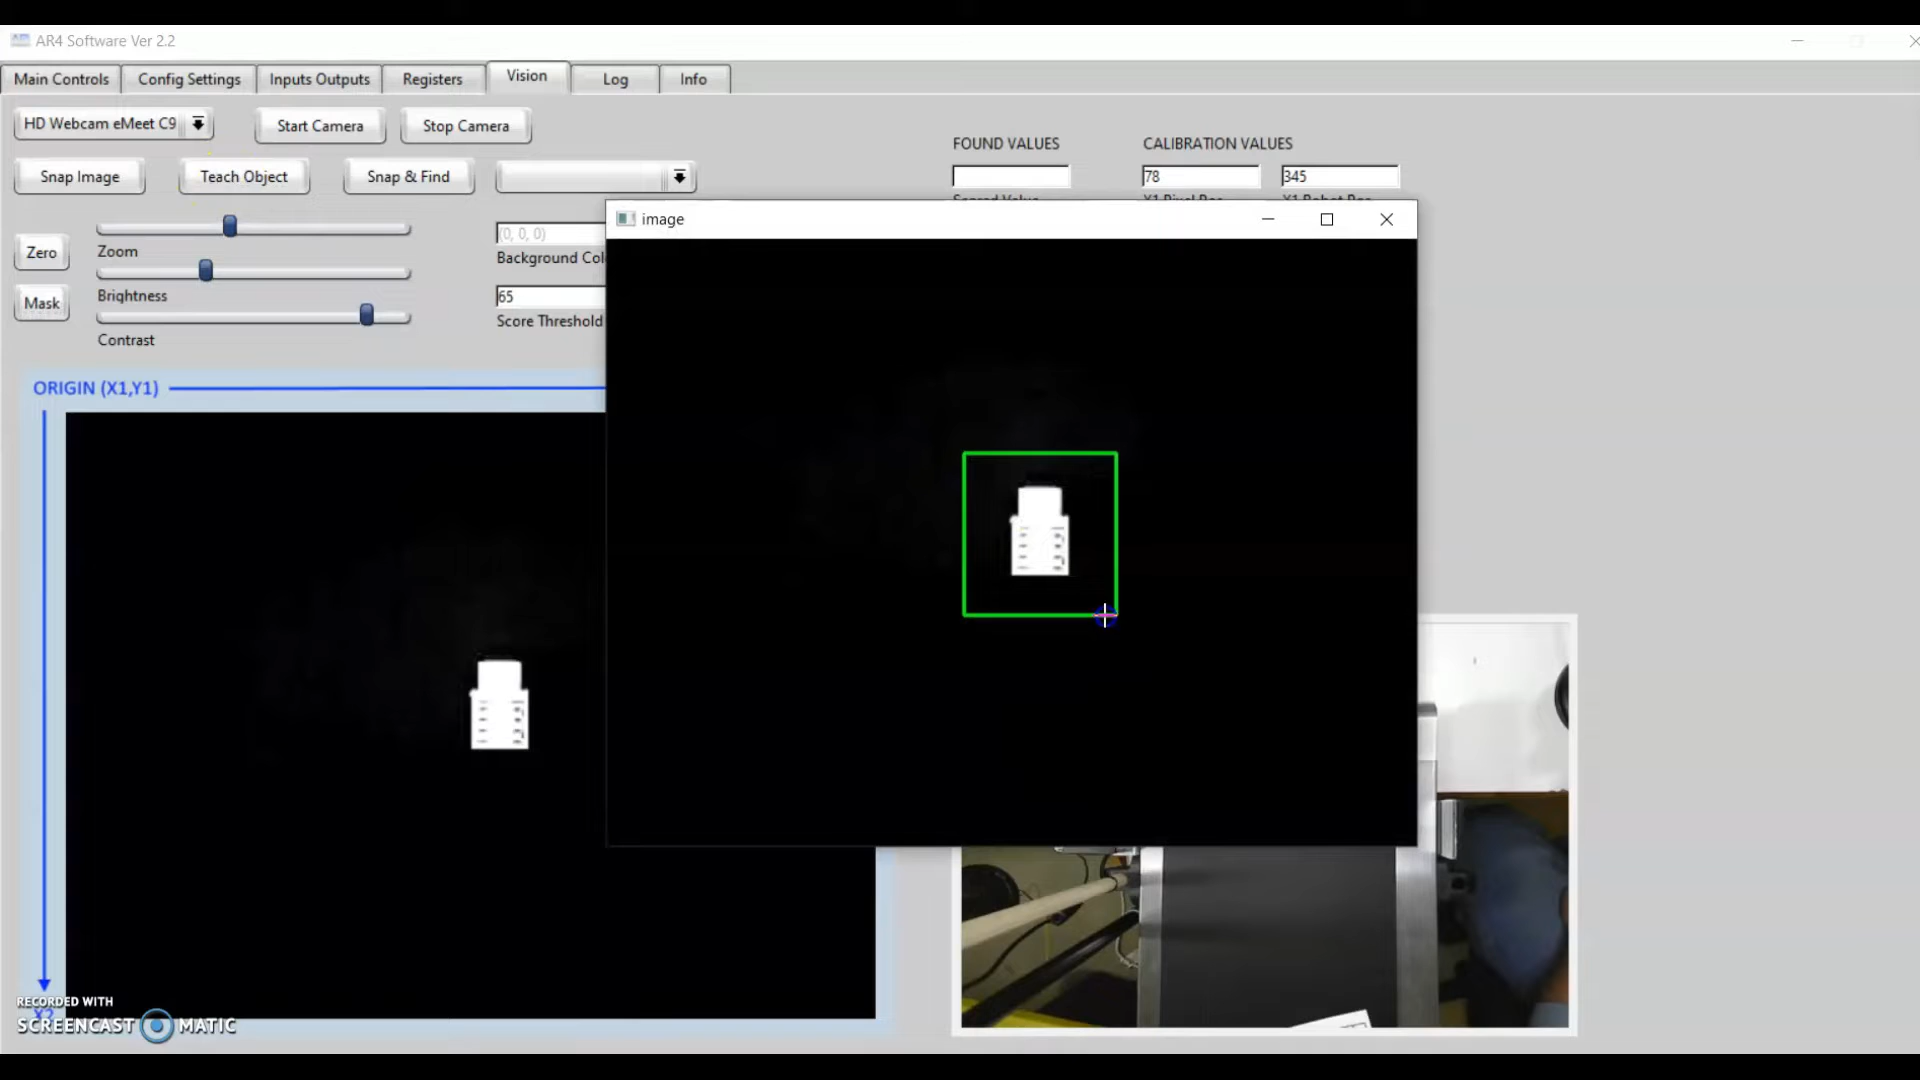 AR4 Software Ver 2.2
Main Controls Config Settings Inputs Outputs Registers Vision Log Info
HD Webcam eMeet C9 Start Camera Stop Camera
FOUND VALUES CALIBRATION VALUES
Snap Image Teach Object Snap & Find 78 345
image
(0, 0, 0)
Zero Zoom Background Col
Brightness 65
Mask Score Threshold
Contrast
ORIGIN (X1,Y1)
RECORDED WITH
SCREENCAST MATIC